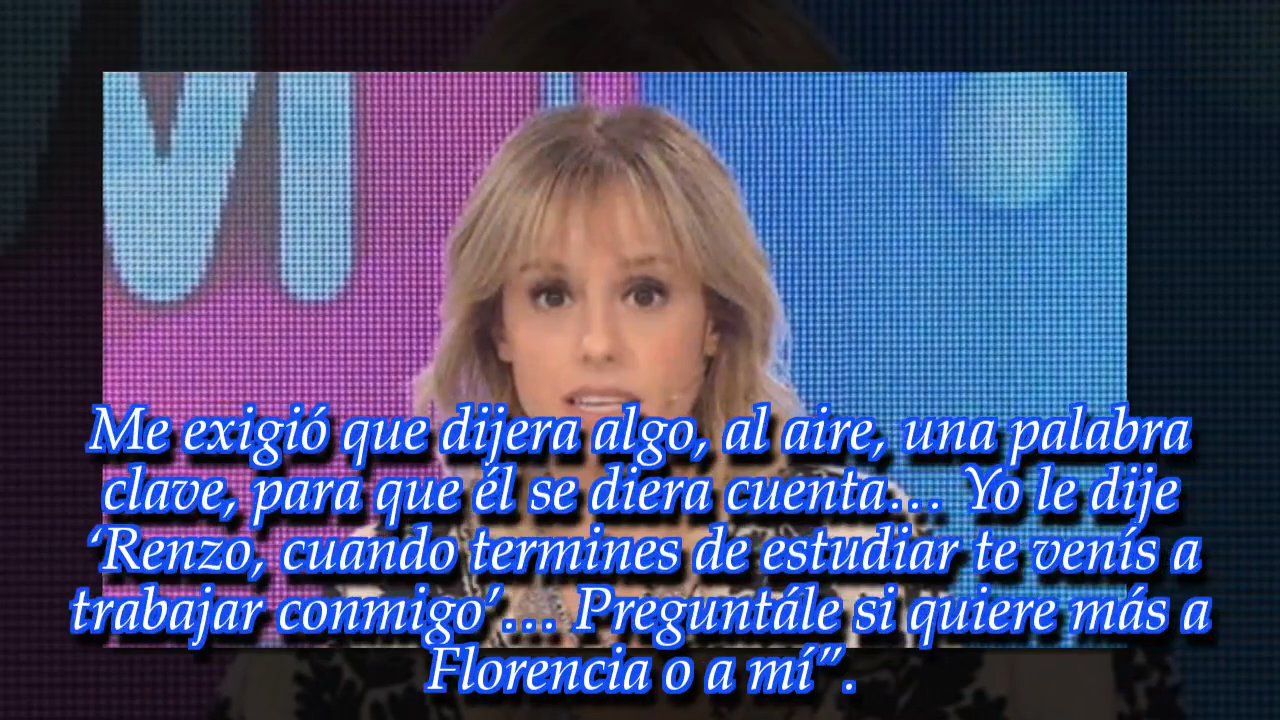 Me exigió que dijera algo, al aire, una palabra
clave, para que él se diera cuenta… Yo le dije
‘Renzo, cuando termines de estudiar te venís a
trabajar conmigo’… Preguntále si quiere más a
Florencia o a mí”.